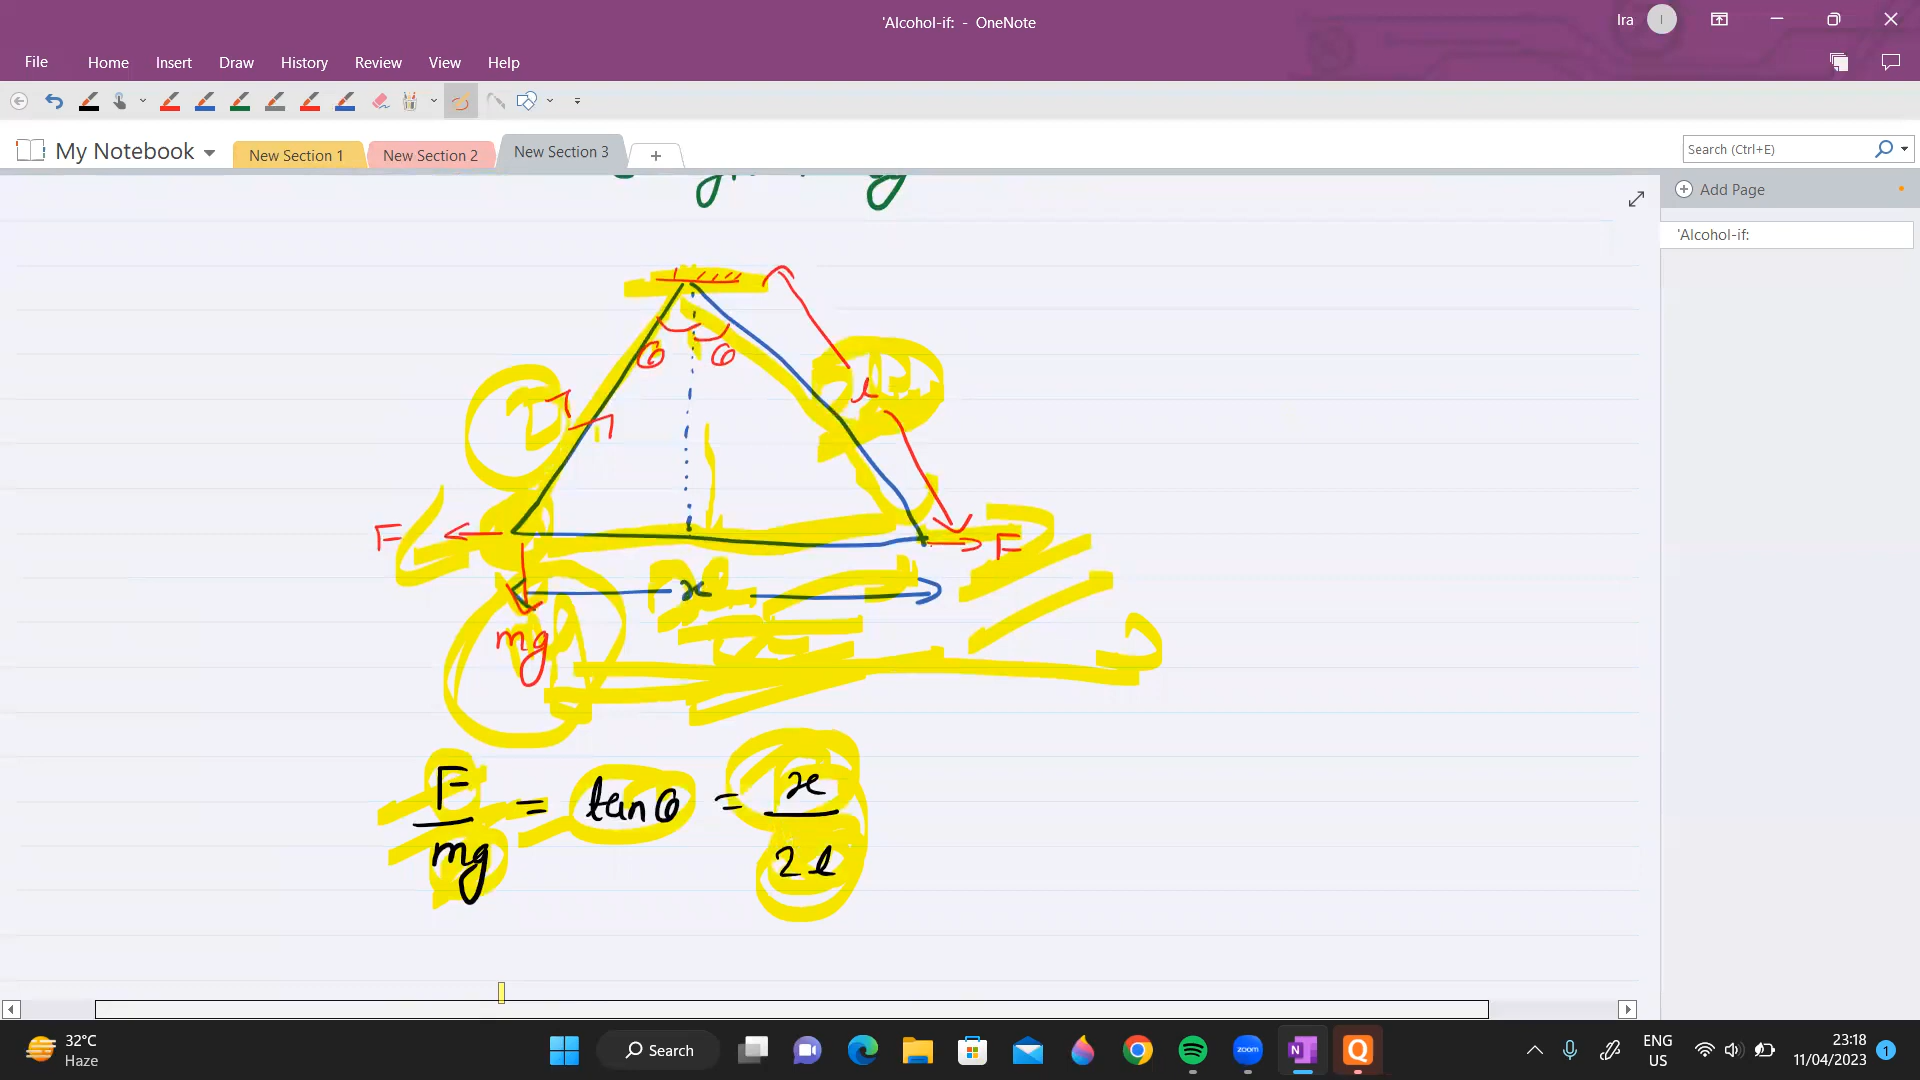 'Alcohol-if: - OneNote
Ira
I
File Home Insert Draw History Review View Help
My Notebook
New Section 1
New Section 2
New Section 3
+
Search (Ctrl+E)
Add Page
'Alcohol-if:
θ θ
T
l
F
F
x
mg
F/mg = tanθ = x/2l
32°C
Haze
Search
zoom
N
ENG
US
23:18
11/04/2023
1